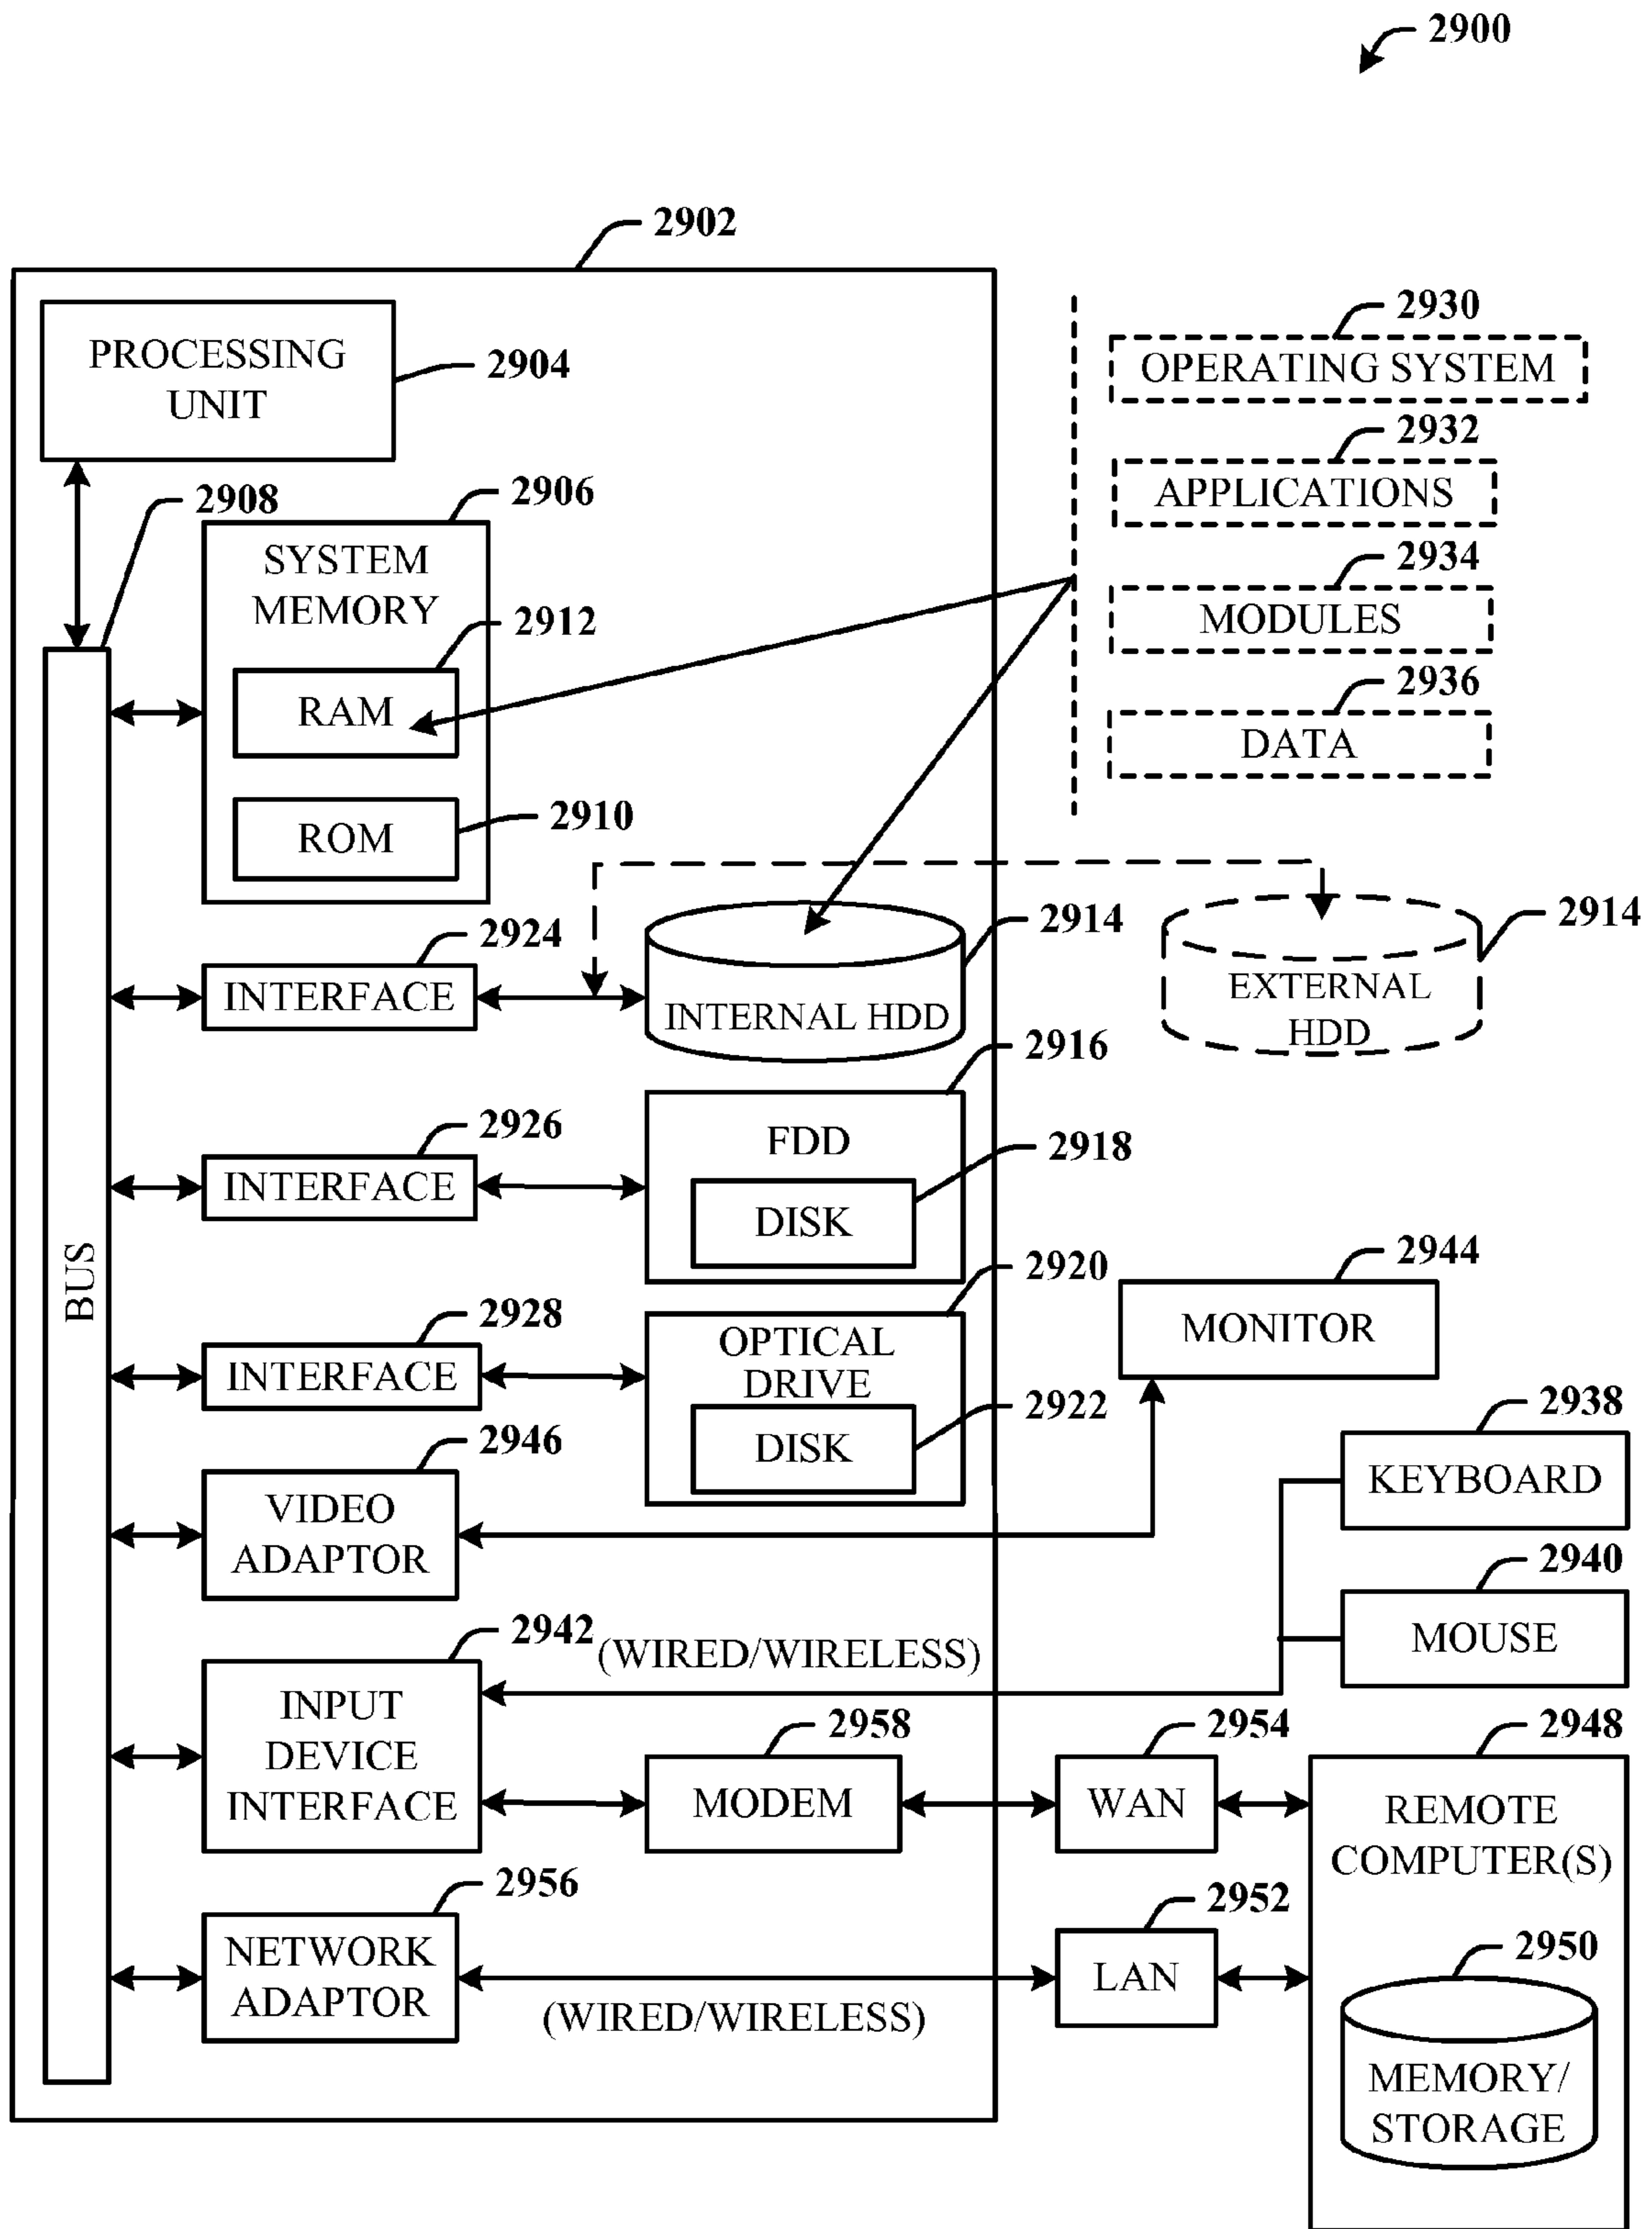 2900
2902
PROCESSING
UNIT
2904
2908
2906
SYSTEM
MEMORY
2912
RAM
2910
ROM
2930
OPERATING SYSTEM
2932
APPLICATIONS
2934
MODULES
2936
DATA
BUS
2924
INTERFACE
2914
INTERNAL HDD
2914
EXTERNAL
HDD
2926
INTERFACE
2916
FDD
2918
DISK
2928
INTERFACE
2920
OPTICAL
DRIVE
2922
DISK
2944
MONITOR
2946
VIDEO
ADAPTOR
2938
KEYBOARD
2940
MOUSE
2942
(WIRED/WIRELESS)
INPUT
DEVICE
INTERFACE
2958
MODEM
2954
WAN
2948
REMOTE
COMPUTER(S)
2956
NETWORK
ADAPTOR
(WIRED/WIRELESS)
2952
LAN
2950
MEMORY/
STORAGE